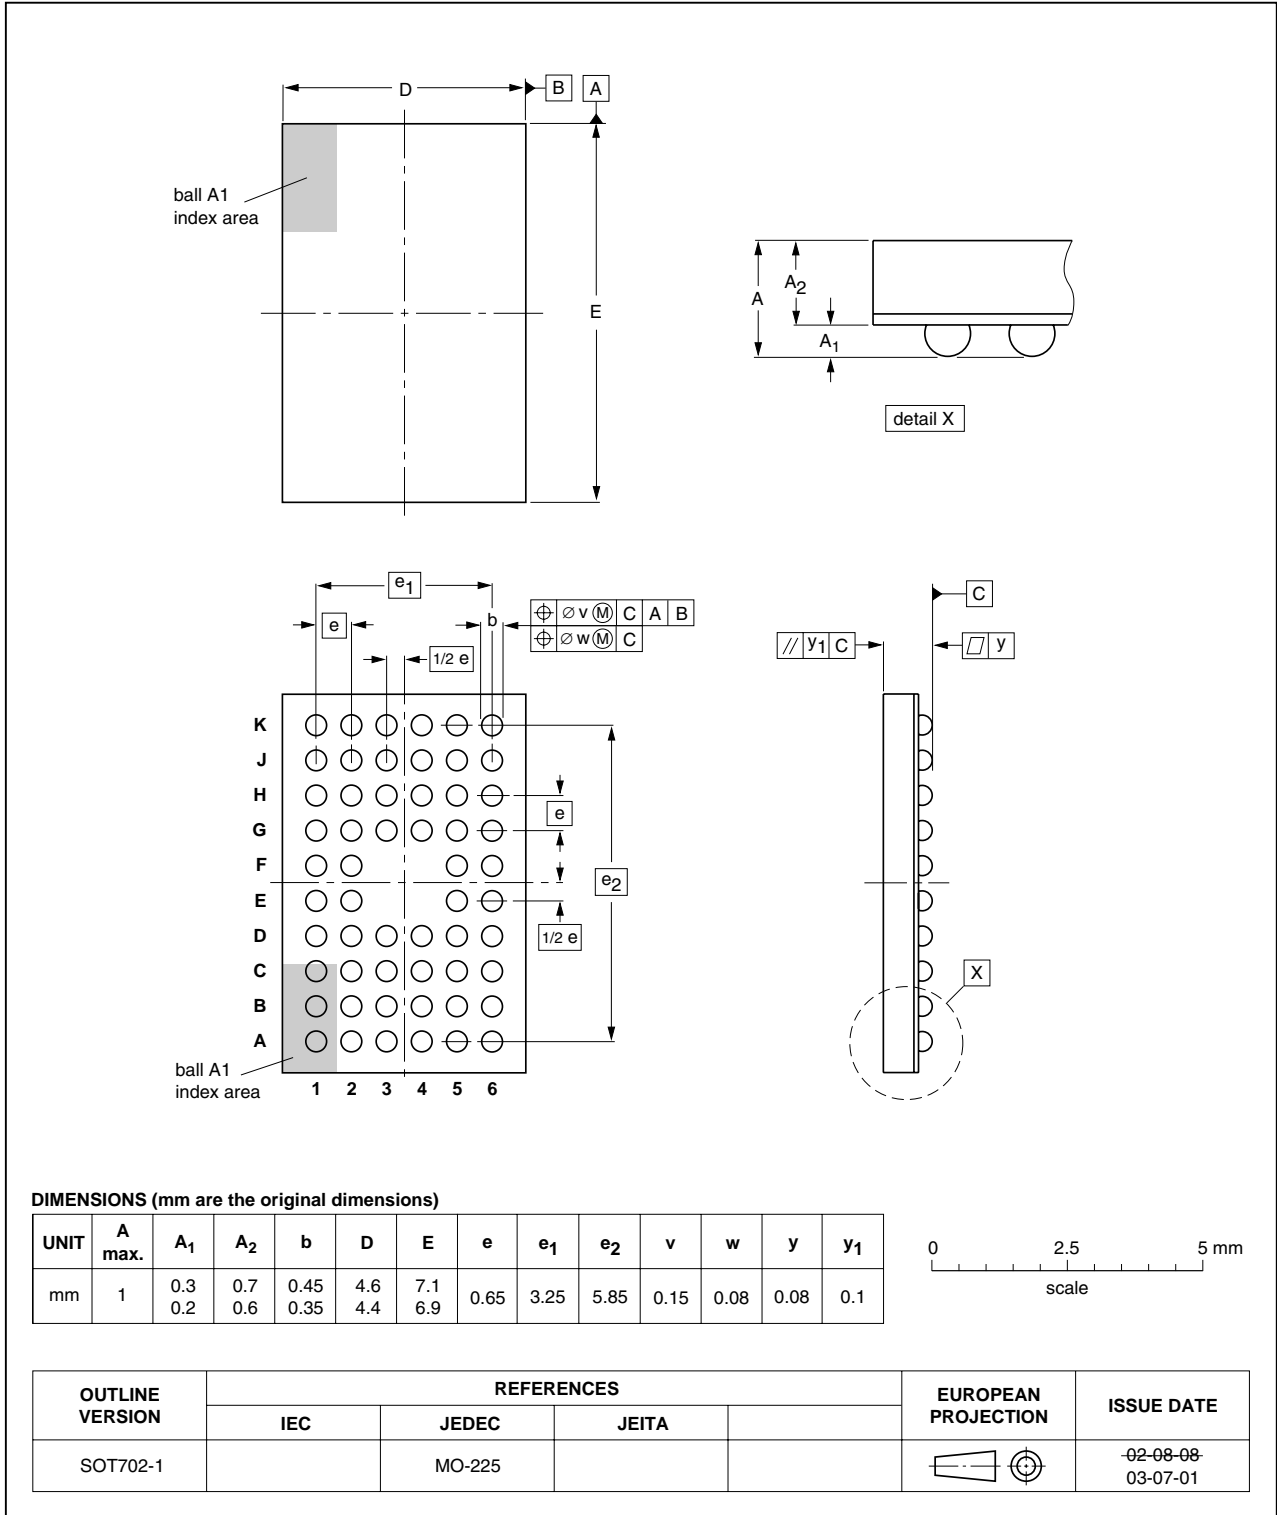 D
B
A
ball A1
index area
E
A
A2
A1
detail X
e1
e
b
⌖ ⌀ v Ⓜ C A B
⌖ ⌀ w Ⓜ C
1/2 e
C
// y1 C
▱ y
K
J
H
G
F
E
D
C
B
A
e
e2
1/2 e
X
ball A1
index area
1 2 3 4 5 6
DIMENSIONS (mm are the original dimensions)
UNIT A max. A1 A2 b D E e e1 e2 v w y y1
mm 1 0.3 0.7 0.45 4.6 7.1 0.65 3.25 5.85 0.15 0.08 0.08 0.1
0.2 0.6 0.35 4.4 6.9
0 2.5 5 mm
scale
OUTLINE VERSION REFERENCES EUROPEAN PROJECTION ISSUE DATE
IEC JEDEC JEITA
SOT702-1 MO-225 02-08-08
03-07-01